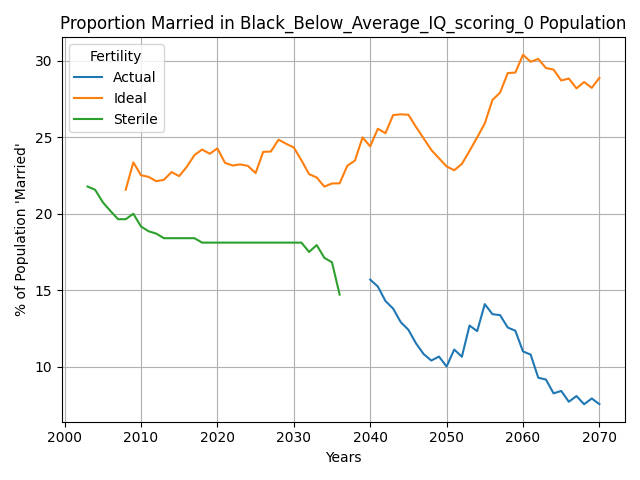 Proportion Married in Black_Below_Average_IQ_scoring_0 Population
Fertility
Actual
Ideal
Sterile
% of Population 'Married'
30
25
20
15
10
2000 2010 2020 2030 2040 2050 2060 2070
Years